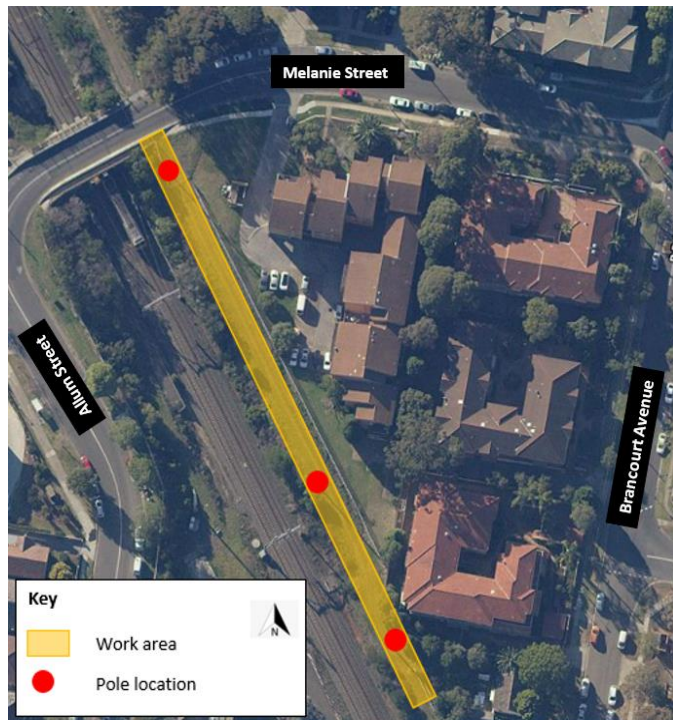 Melanie Street
Allum Street
Brancourt Avenue
Key
N
Work area
Pole location